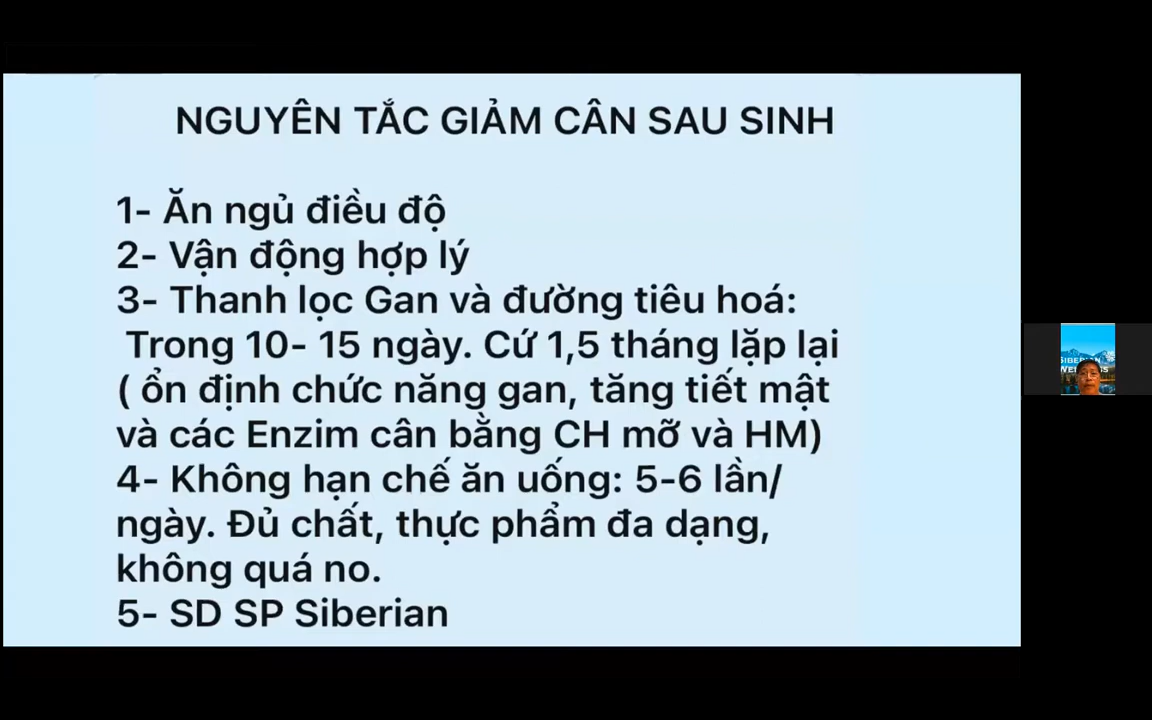 NGUYÊN TẮC GIẢM CÂN SAU SINH
1- Ăn ngủ điều độ
2- Vận động hợp lý
3- Thanh lọc Gan và đường tiêu hoá:
Trong 10- 15 ngày. Cứ 1,5 tháng lặp lại
( ổn định chức năng gan, tăng tiết mật
và các Enzim cân bằng CH mỡ và HM)
4- Không hạn chế ăn uống: 5-6 lần/
ngày. Đủ chất, thực phẩm đa dạng,
không quá no.
5- SD SP Siberian
SIBERIAN